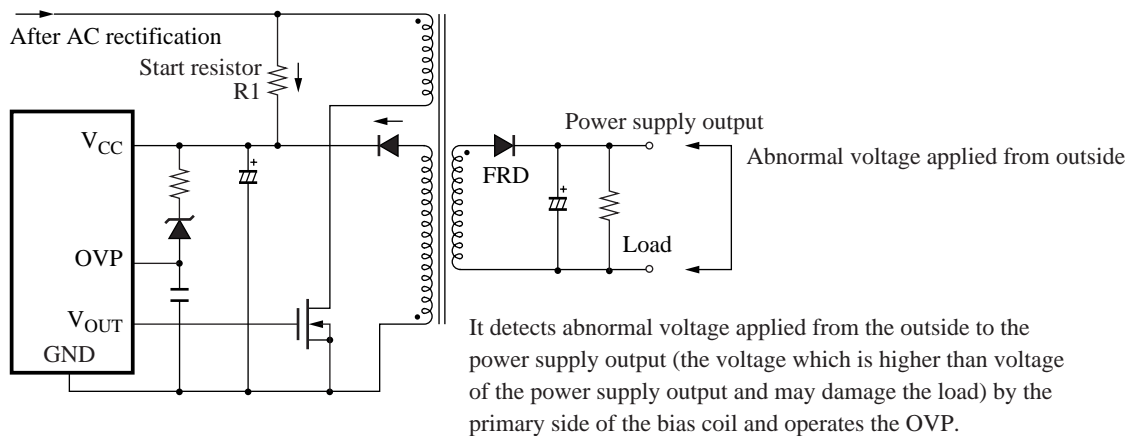 After AC rectification
Start resistor
R1
VCC
Power supply output
Abnormal voltage applied from outside
FRD
+
+
OVP
Load
VOUT
GND
It detects abnormal voltage applied from the outside to the
power supply output (the voltage which is higher than voltage
of the power supply output and may damage the load) by the
primary side of the bias coil and operates the OVP.